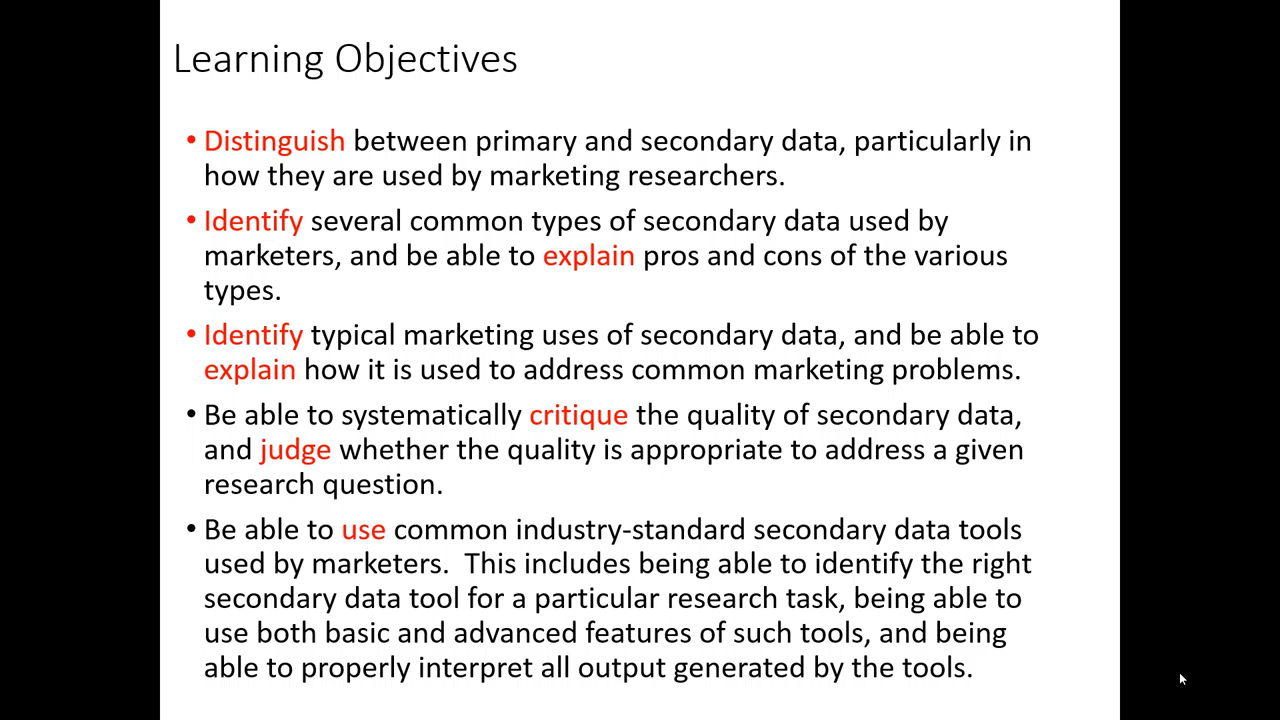 Learning Objectives
• Distinguish between primary and secondary data, particularly in
how they are used by marketing researchers.
• Identify several common types of secondary data used by
marketers, and be able to explain pros and cons of the various
types.
• Identify typical marketing uses of secondary data, and be able to
explain how it is used to address common marketing problems.
• Be able to systematically critique the quality of secondary data,
and judge whether the quality is appropriate to address a given
research question.
• Be able to use common industry-standard secondary data tools
used by marketers.  This includes being able to identify the right
secondary data tool for a particular research task, being able to
use both basic and advanced features of such tools, and being
able to properly interpret all output generated by the tools.